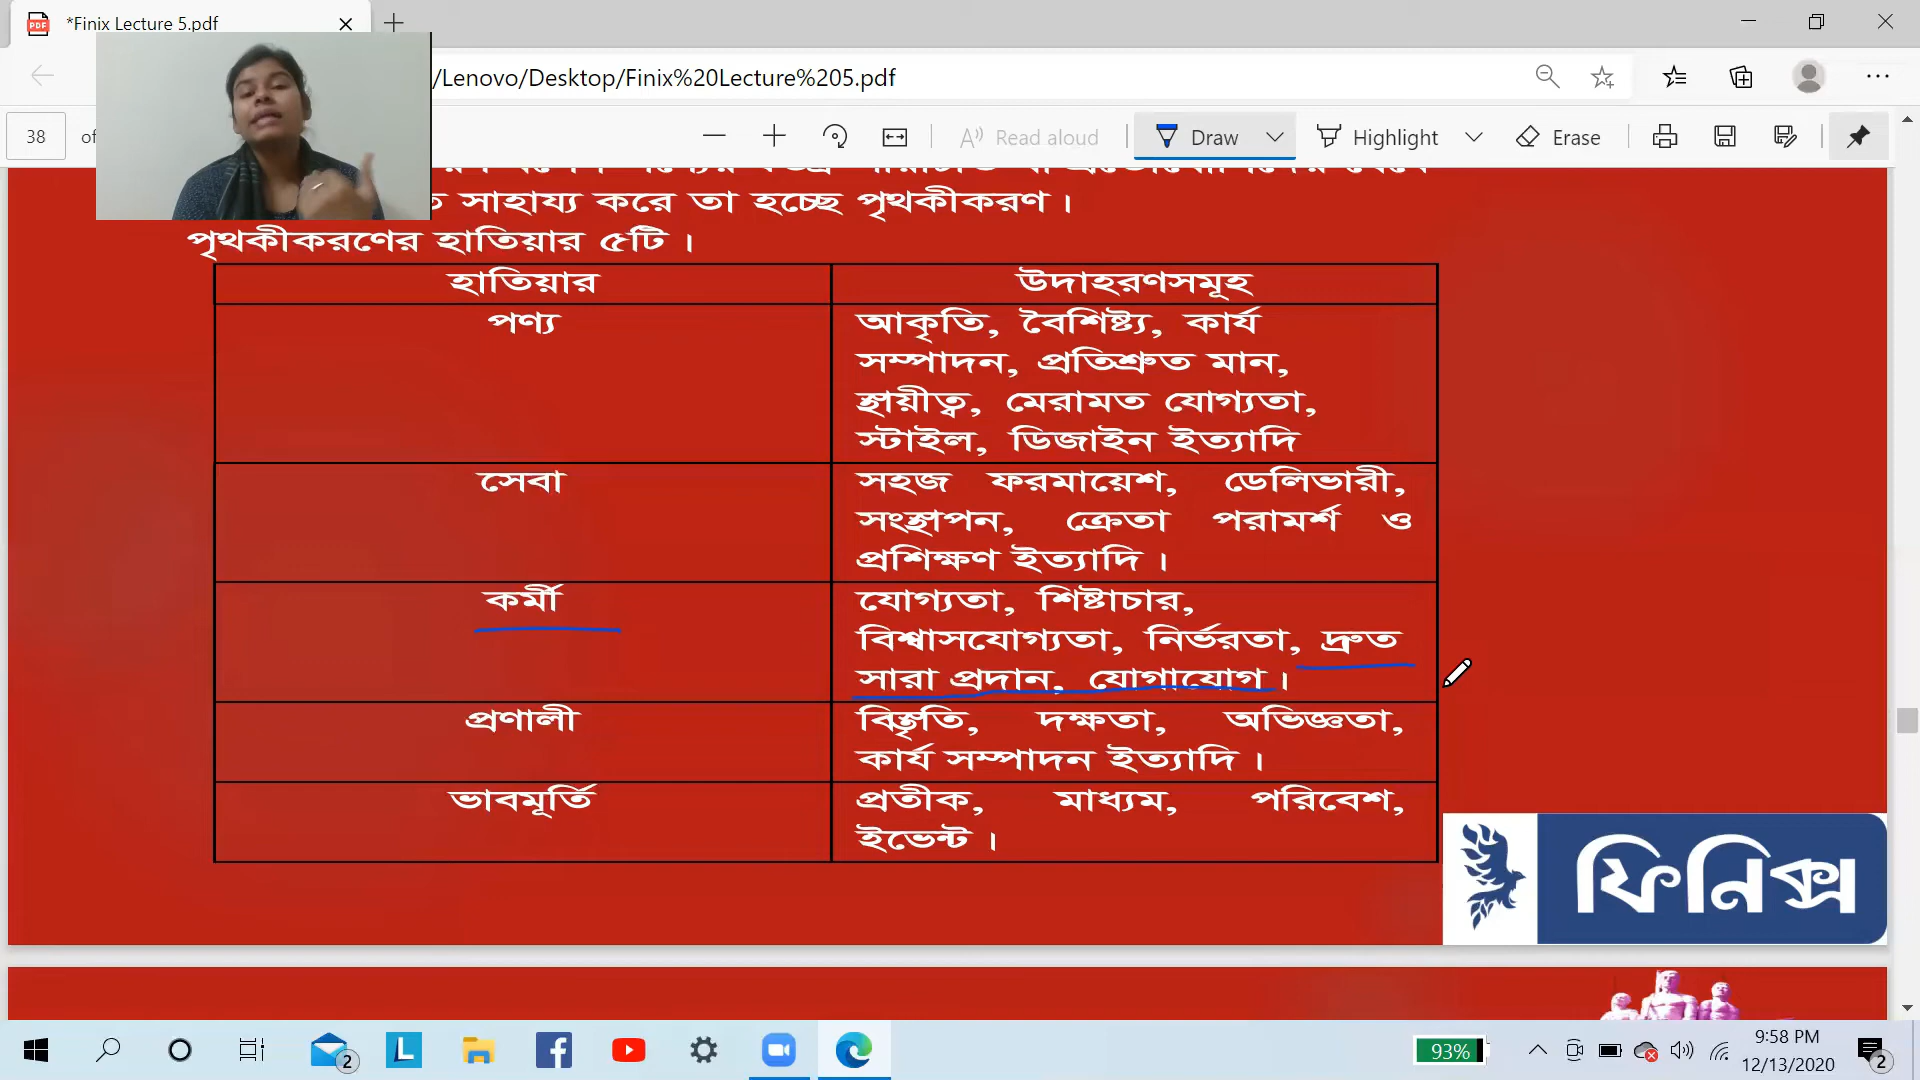 *Finix Lecture 5.pdf
/Lenovo/Desktop/Finix%20Lecture%205.pdf
38 of
Read aloud
Draw
Highlight
Erase
সাহায্য করে তা হচ্ছে পৃথকীকরণ।
পৃথকীকরণের হাতিয়ার ৫টি।
হাতিয়ার
উদাহরণসমূহ
পণ্য
আকৃতি, বৈশিষ্ট্য, কার্য
সম্পাদন, প্রতিশ্রুত মান,
স্থায়ীত্ব, মেরামত যোগ্যতা,
স্টাইল, ডিজাইন ইত্যাদি
সেবা
সহজ ফরমায়েশ, ডেলিভারী,
সংস্থাপন, ক্রেতা পরামর্শ ও
প্রশিক্ষণ ইত্যাদি।
কর্মী
যোগ্যতা, শিষ্টাচার,
বিশ্বাসযোগ্যতা, নির্ভরতা, দ্রুত
সারা প্রদান, যোগাযোগ।
প্রণালী
বিস্তৃতি, দক্ষতা, অভিজ্ঞতা,
কার্য সম্পাদন ইত্যাদি।
ভাবমূর্তি
প্রতীক, মাধ্যম, পরিবেশ,
ইভেন্ট।
ফিনিক্স
93%
9:58 PM
12/13/2020
2
2